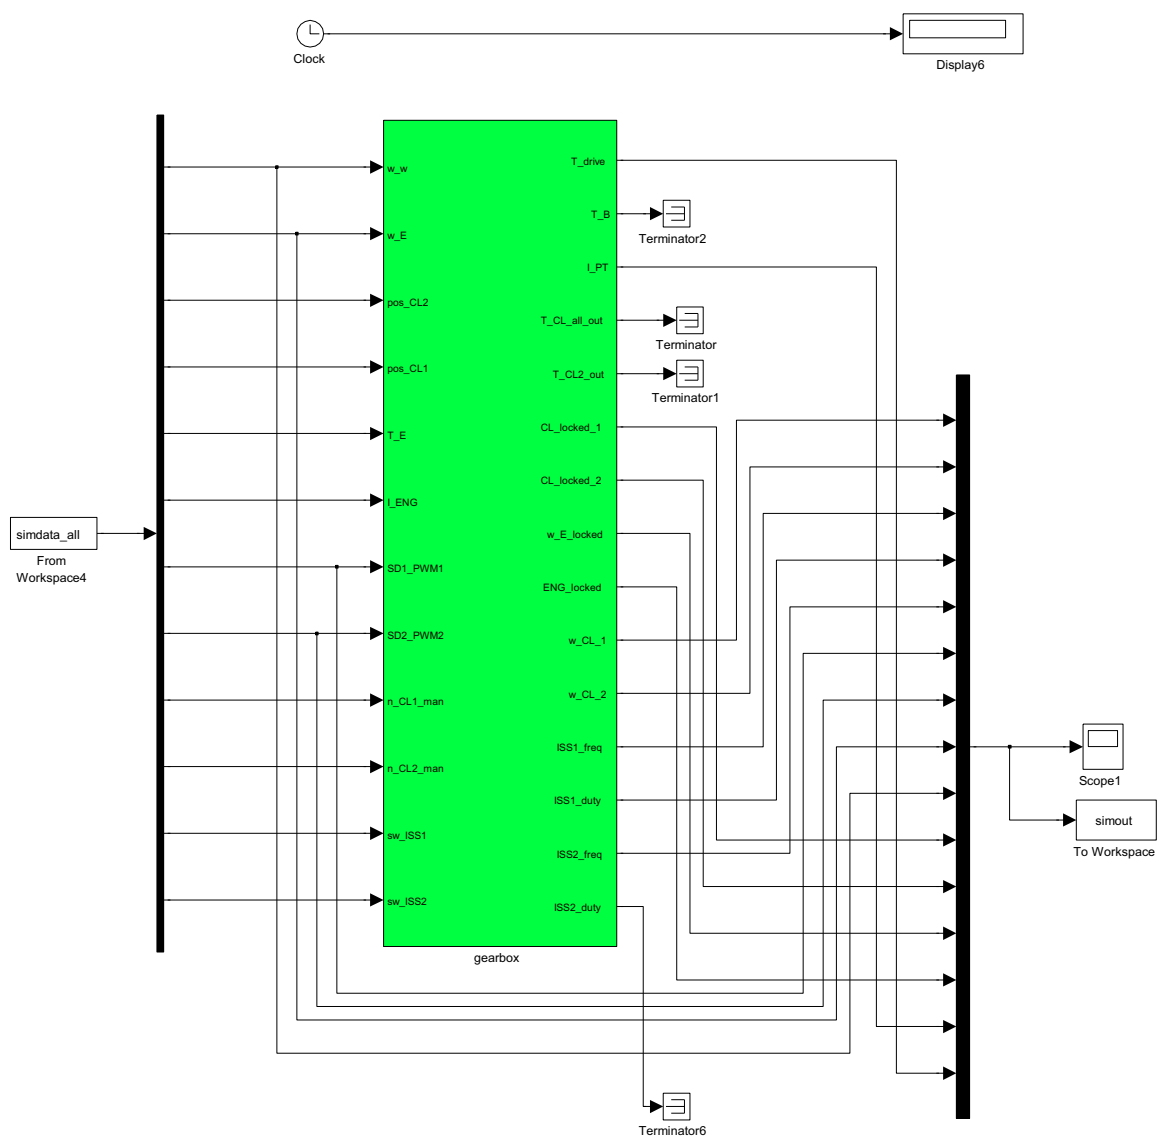 Clock
Display6
w_w
w_E
pos_CL2
pos_CL1
T_E
I_ENG
SD1_PWM1
SD2_PWM2
n_CL1_man
n_CL2_man
sw_ISS1
sw_ISS2
T_drive
T_B
I_PT
T_CL_all_out
T_CL2_out
CL_locked_1
CL_locked_2
w_E_locked
ENG_locked
w_CL_1
w_CL_2
ISS1_freq
ISS1_duty
ISS2_freq
ISS2_duty
gearbox
simdata_all
From
Workspace4
Terminator2
Terminator
Terminator1
Terminator6
Scope1
simout
To Workspace